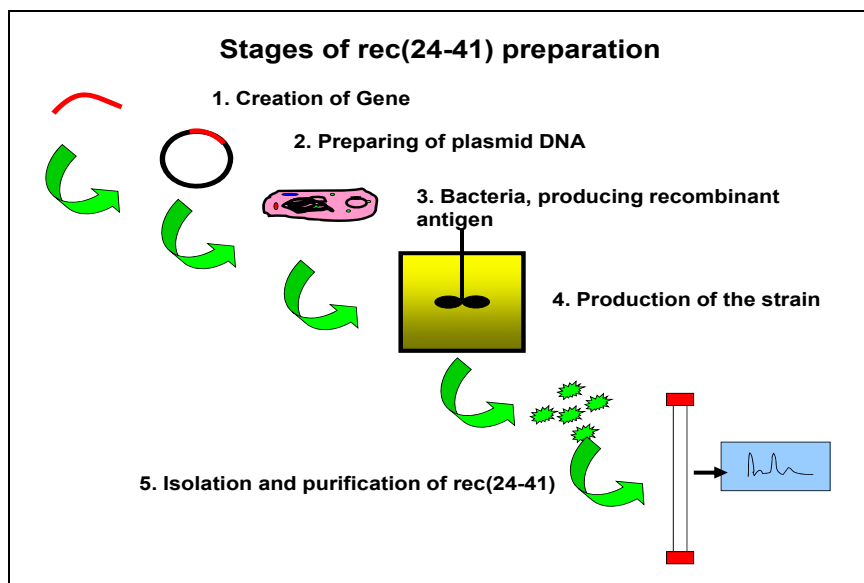 Stages of rec(24-41) preparation
1. Creation of Gene
2. Preparing of plasmid DNA
3. Bacteria, producing recombinant
antigen
4. Production of the strain
5. Isolation and purification of rec(24-41)